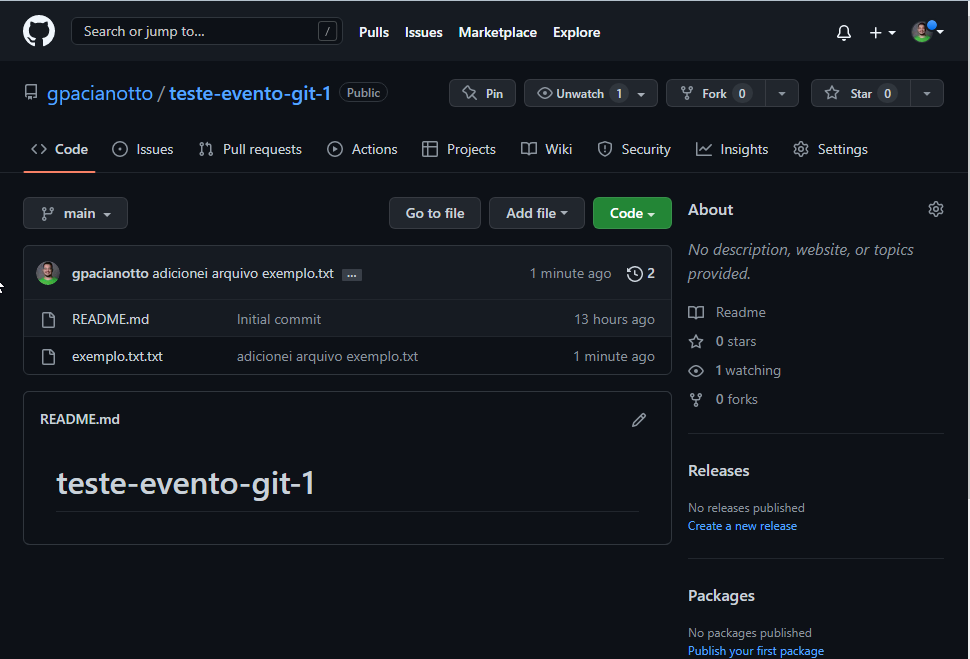 Search or jump to... /
Pulls Issues Marketplace Explore
gpacianotto / teste-evento-git-1 Public
Pin Unwatch 1 Fork 0 Star 0
Code Issues Pull requests Actions Projects Wiki Security Insights Settings
main Go to file Add file Code
gpacianotto adicionei arquivo exemplo.txt ... 1 minute ago 2
README.md Initial commit 13 hours ago
exemplo.txt.txt adicionei arquivo exemplo.txt 1 minute ago
README.md
teste-evento-git-1
About
No description, website, or topics
provided.
Readme
0 stars
1 watching
0 forks
Releases
No releases published
Create a new release
Packages
No packages published
Publish your first package